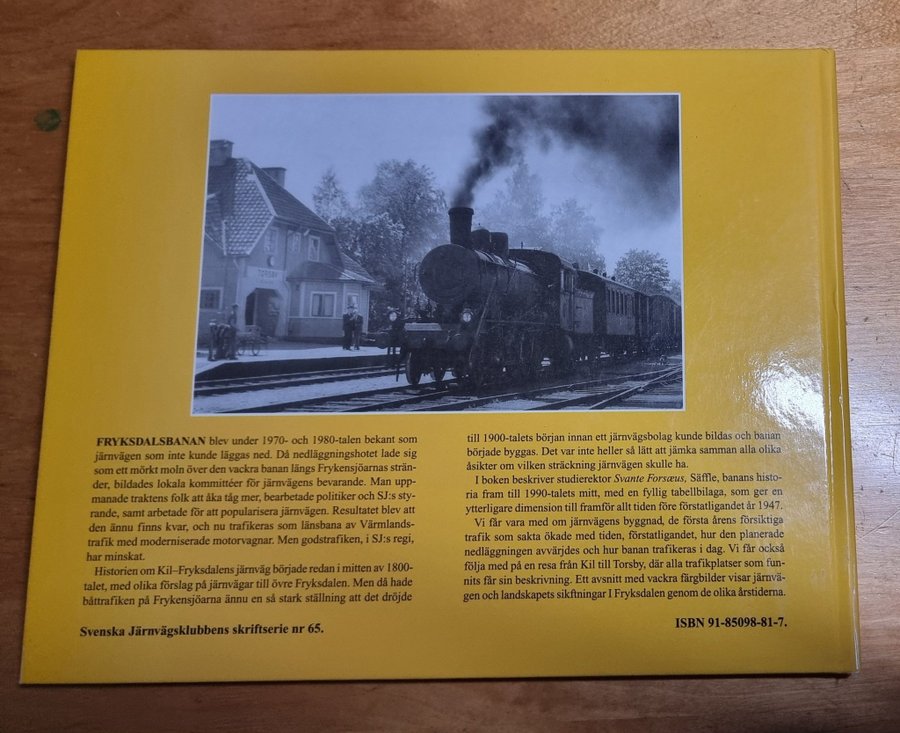 TORSBY
FRYKSDALSBANAN blev under 1970- och 1980-talen bekant som
järnvägen som inte kunde läggas ned. Då nedläggningshotet lade sig
som ett mörkt moln över den vackra banan längs Frykensjöarnas strän-
der, bildades lokala kommittéer för järnvägens bevarande. Man upp-
manade traktens folk att åka tåg mer, bearbetade politiker och SJ:s sty-
rande, samt arbetade för att popularisera järnvägen. Resultatet blev att
den ännu finns kvar, och nu trafikeras som länsbana av Värmlands-
trafik med moderniserade motorvagnar. Men godstrafiken, i SJ:s regi,
har minskat.
Historien om Kil–Fryksdalens järnväg började redan i mitten av 1800-
talet, med olika förslag på järnvägar till övre Fryksdalen. Men då hade
båttrafiken på Frykensjöarna ännu en så stark ställning att det dröjde
till 1900-talets början innan ett järnvägsbolag kunde bildas och banan
började byggas. Det var inte heller så lätt att jämka samman alla olika
åsikter om vilken sträckning järnvägen skulle ha.
I boken beskriver studierektor Svante Forsæus, Säffle, banans histo-
ria fram till 1990-talets mitt, med en fyllig tabellbilaga, som ger en
ytterligare dimension till framför allt tiden före förstatligandet år 1947.
Vi får vara med om järnvägens byggnad, de första årens försiktiga
trafik som sakta ökade med tiden, förstatligandet, hur den planerade
nedläggningen avvärjdes och hur banan trafikeras i dag. Vi får också
följa med på en resa från Kil till Torsby, där alla trafikplatser som fun-
nits får sin beskrivning. Ett avsnitt med vackra färgbilder visar järnvä-
gen och landskapets sikftningar I Fryksdalen genom de olika årstiderna.
Svenska Järnvägsklubbens skriftserie nr 65.
ISBN 91-85098-81-7.